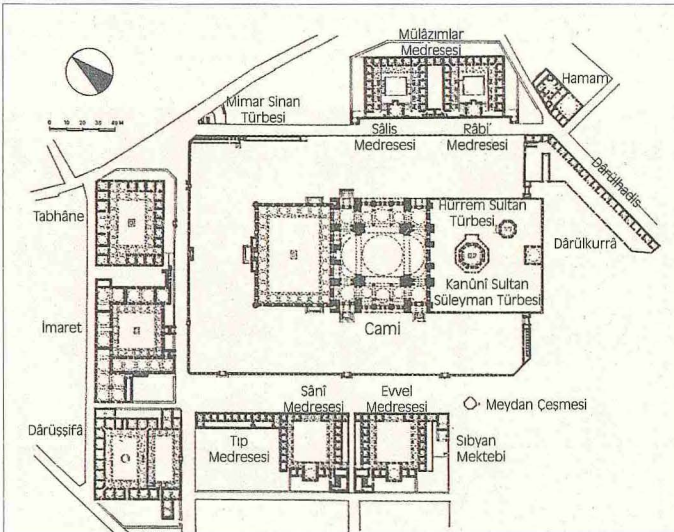 Mülâzımlar
Medresesi
Hamam
Mimar Sinan
Türbesi
0 10 20 30 40 M
Sâlis
Medresesi
Râbi'
Medresesi
Dârülhadis
Tabhâne
Hürrem Sultan
Türbesi
Dârülkurrâ
Kanûnî Sultan
Süleyman Türbesi
İmaret
Cami
Sânî
Medresesi
Evvel
Medresesi
Meydan Çeşmesi
Dârüşşifâ
Tıp
Medresesi
Sıbyan
Mektebi